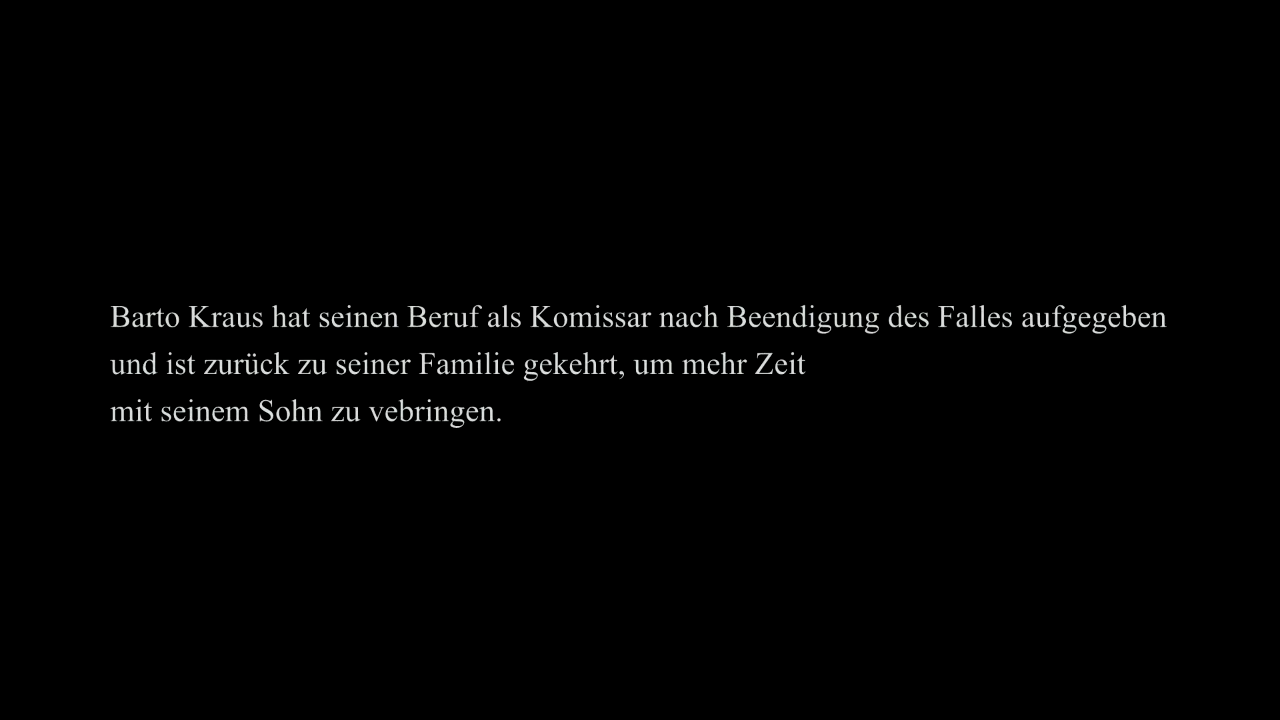 Barto Kraus hat seinen Beruf als Komissar nach Beendigung des Falles aufgegeben
und ist zurück zu seiner Familie gekehrt, um mehr Zeit
mit seinem Sohn zu vebringen.